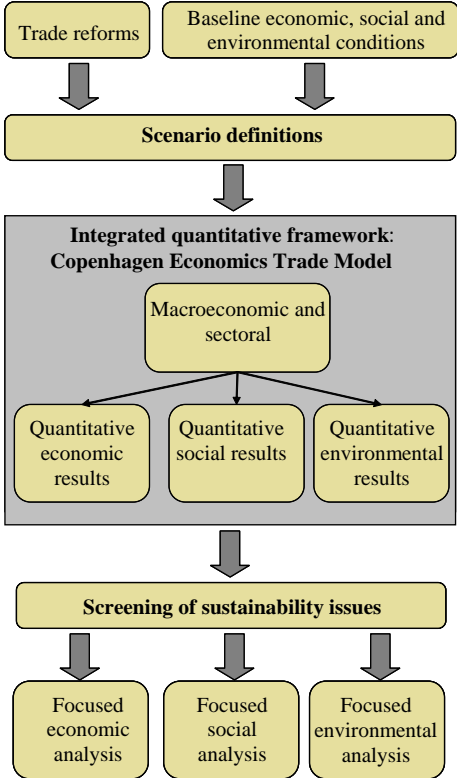 Trade reforms
Baseline economic, social and
environmental conditions
Scenario definitions
Integrated quantitative framework:
Copenhagen Economics Trade Model
Macroeconomic and
sectoral
Quantitative
economic
results
Quantitative
social results
Quantitative
environmental
results
Screening of sustainability issues
Focused
economic
analysis
Focused
social
analysis
Focused
environmental
analysis